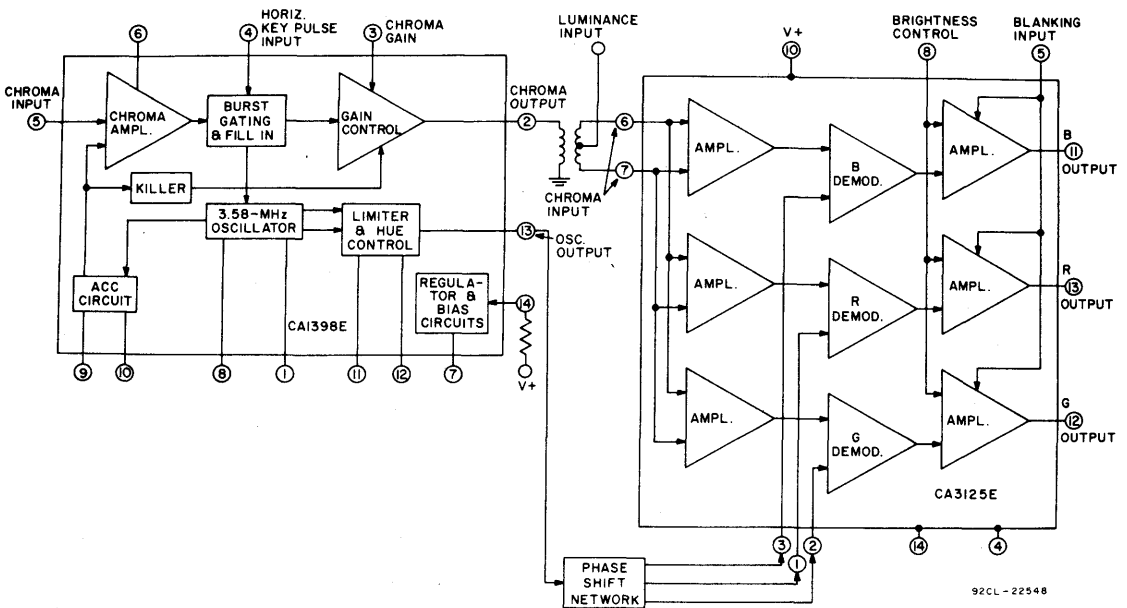 HORIZ.
KEY PULSE
INPUT
CHROMA
GAIN
6
4
3
CHROMA
INPUT
5
CHROMA
AMPL.
BURST
GATING
& FILL IN
GAIN
CONTROL
CHROMA
OUTPUT
2
KILLER
3.58-MHz
OSCILLATOR
LIMITER
& HUE
CONTROL
13
OSC.
OUTPUT
ACC
CIRCUIT
CA1398E
REGULA-
TOR &
BIAS
CIRCUITS
14
V+
9
10
8
1
11
12
7
LUMINANCE
INPUT
6
7
CHROMA
INPUT
V+
10
BRIGHTNESS
CONTROL
8
BLANKING
INPUT
5
AMPL.
B
DEMOD.
AMPL.
B
11
OUTPUT
AMPL.
R
DEMOD.
AMPL.
R
13
OUTPUT
AMPL.
G
DEMOD.
AMPL.
G
12
OUTPUT
CA3125E
3
1
2
14
4
PHASE
SHIFT
NETWORK
92CL-22548